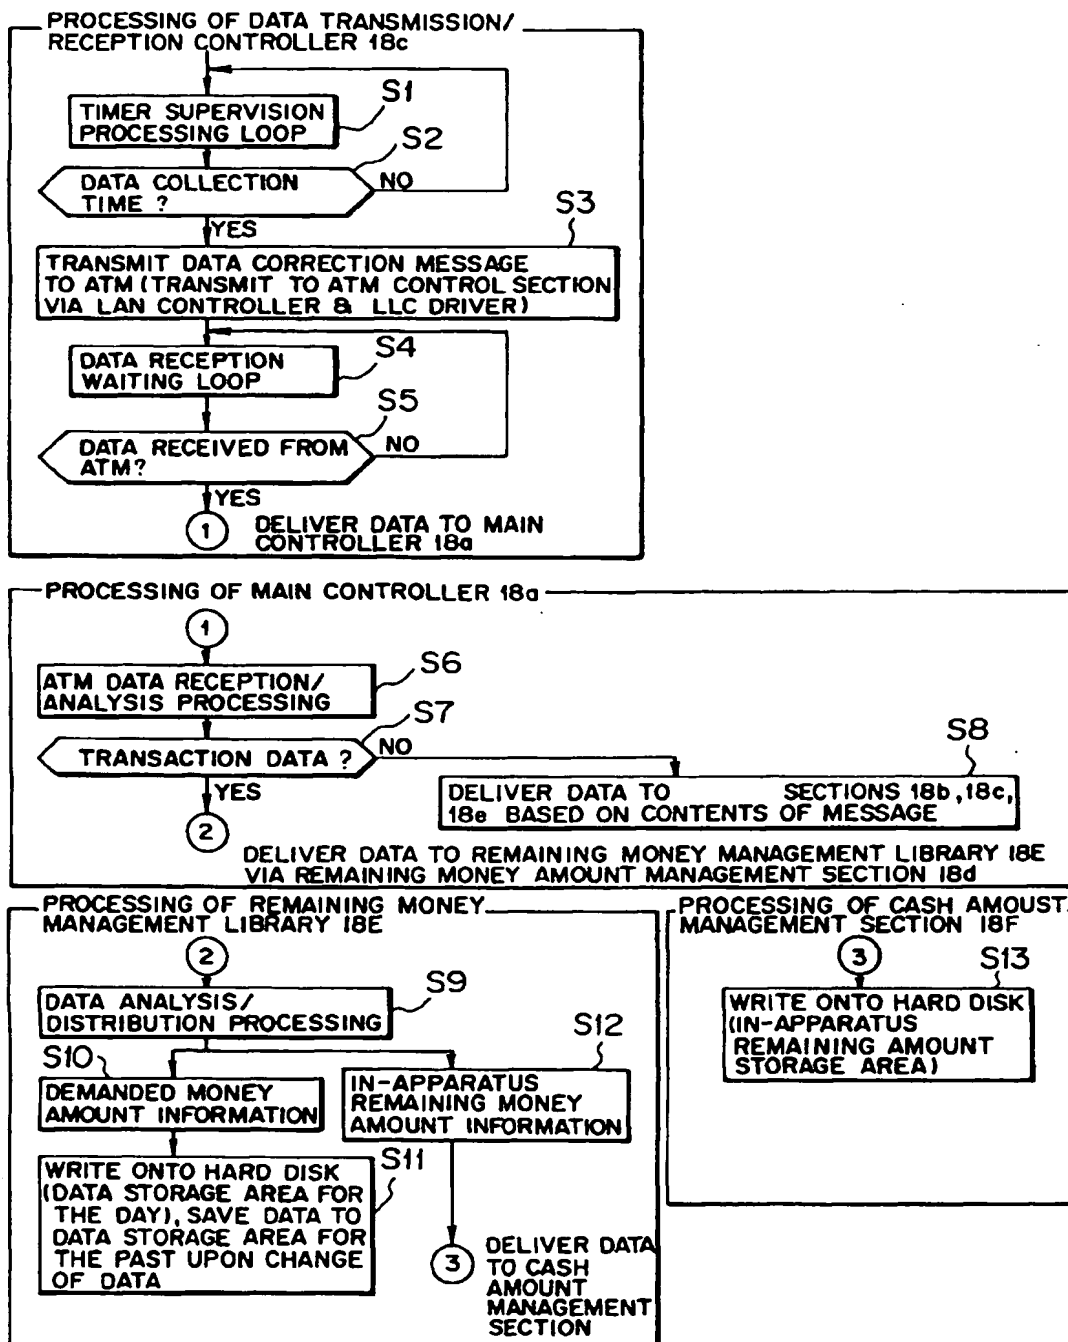 PROCESSING OF DATA TRANSMISSION/
RECEPTION CONTROLLER 18c
S1
TIMER SUPERVISION
PROCESSING LOOP
S2
DATA COLLECTION
TIME ?
NO
YES
S3
TRANSMIT DATA CORRECTION MESSAGE
TO ATM (TRANSMIT TO ATM CONTROL SECTION
VIA LAN CONTROLLER & LLC DRIVER)
S4
DATA RECEPTION
WAITING LOOP
S5
DATA RECEIVED FROM
ATM?
NO
YES
1
DELIVER DATA TO MAIN
CONTROLLER 18a
PROCESSING OF MAIN CONTROLLER 18a
1
S6
ATM DATA RECEPTION/
ANALYSIS PROCESSING
S7
TRANSACTION DATA ?
NO
YES
S8
DELIVER DATA TO SECTIONS 18b, 18c,
18e BASED ON CONTENTS OF MESSAGE
2
DELIVER DATA TO REMAINING MONEY MANAGEMENT LIBRARY 18E
VIA REMAINING MONEY AMOUNT MANAGEMENT SECTION 18d
PROCESSING OF REMAINING MONEY
MANAGEMENT LIBRARY 18E
2
S9
DATA ANALYSIS/
DISTRIBUTION PROCESSING
S10
DEMANDED MONEY
AMOUNT INFORMATION
S12
IN-APPARATUS
REMAINING MONEY
AMOUNT INFORMATION
S11
WRITE ONTO HARD DISK
(DATA STORAGE AREA FOR
THE DAY), SAVE DATA TO
DATA STORAGE AREA FOR
THE PAST UPON CHANGE
OF DATA
3
DELIVER DATA
TO CASH
AMOUNT
MANAGEMENT
SECTION
PROCESSING OF CASH AMOUST
MANAGEMENT SECTION 18F
3
S13
WRITE ONTO HARD DISK
(IN-APPARATUS
REMAINING AMOUNT
STORAGE AREA)